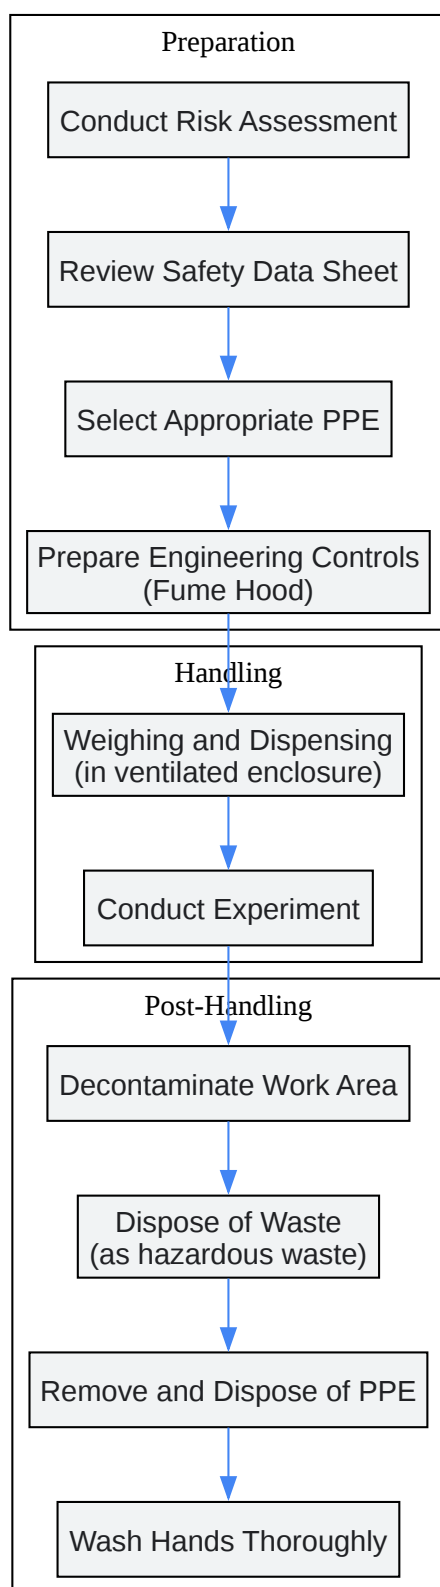 Preparation
Conduct Risk Assessment
Review Safety Data Sheet
Select Appropriate PPE
Prepare Engineering Controls
(Fume Hood)
Handling
Weighing and Dispensing
(in ventilated enclosure)
Conduct Experiment
Post-Handling
Decontaminate Work Area
Dispose of Waste
(as hazardous waste)
Remove and Dispose of PPE
Wash Hands Thoroughly